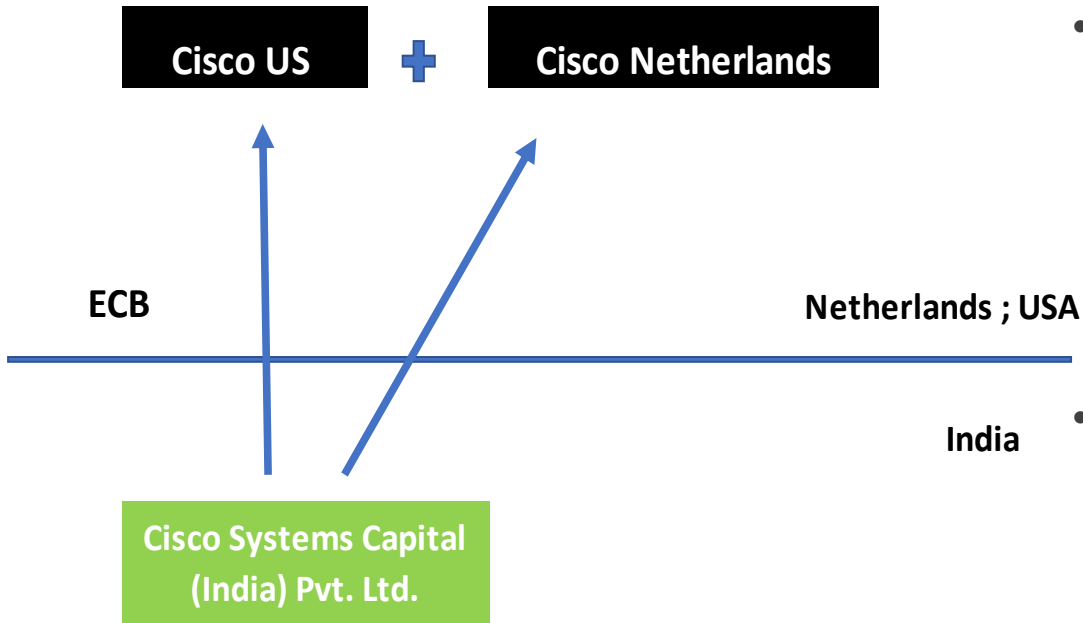 Cisco US
Cisco Netherlands
ECB
Netherlands ; USA
India
Cisco Systems Capital
(India) Pvt. Ltd.